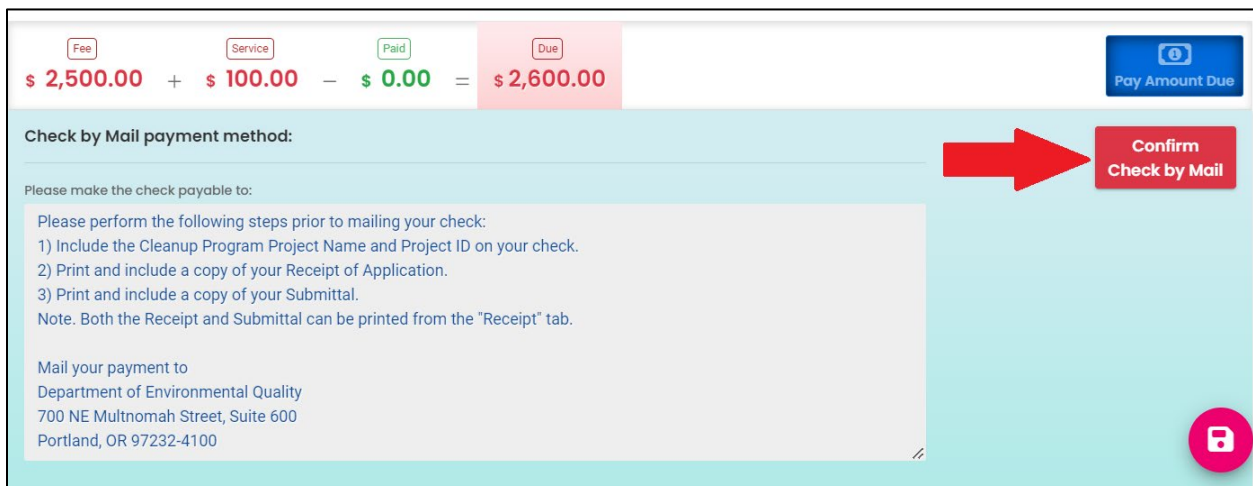 Fee Service Paid Due
$ 2,500.00 + $ 100.00 − $ 0.00 = $ 2,600.00
1
Pay Amount Due
Check by Mail payment method:
Confirm
Check by Mail
Please make the check payable to:
Please perform the following steps prior to mailing your check:
1) Include the Cleanup Program Project Name and Project ID on your check.
2) Print and include a copy of your Receipt of Application.
3) Print and include a copy of your Submittal.
Note. Both the Receipt and Submittal can be printed from the "Receipt" tab.
Mail your payment to
Department of Environmental Quality
700 NE Multnomah Street, Suite 600
Portland, OR 97232-4100